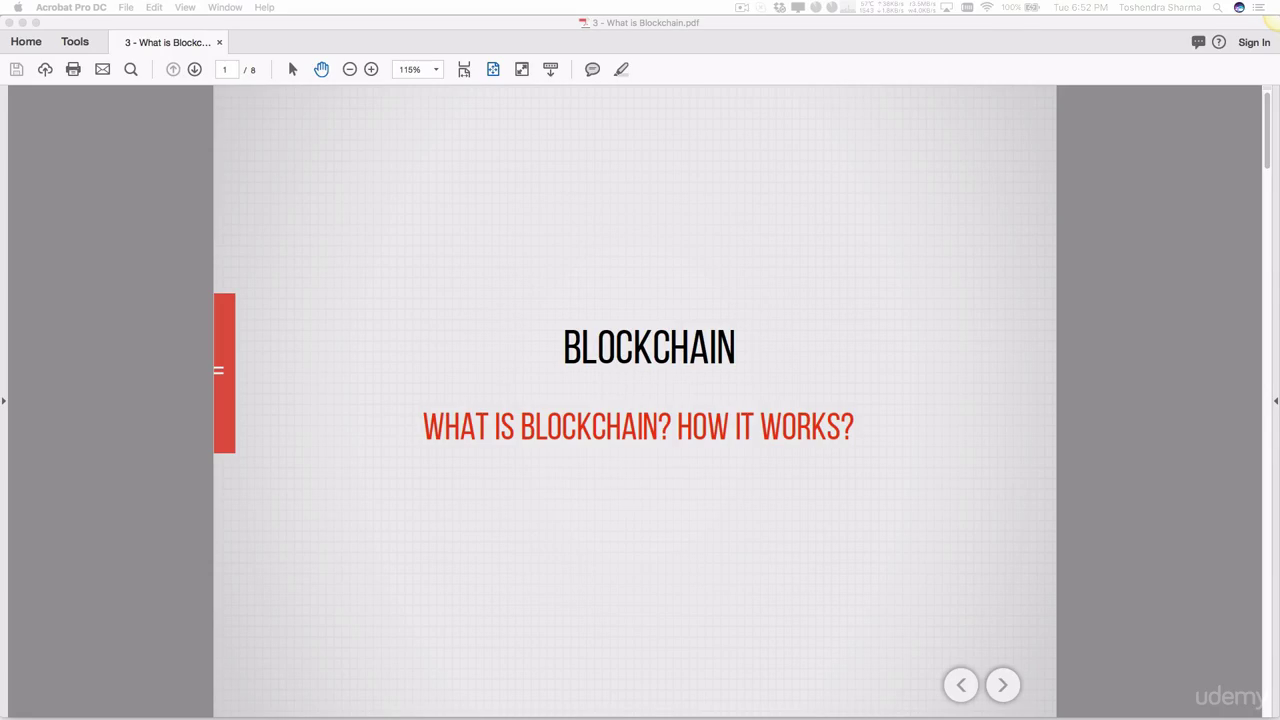 Acrobat Pro DC File Edit View Window Help 100% Tue 6:52 PM Toshendra Sharma
3 - What is Blockchain.pdf
Home Tools 3 - What is Blockc... × Sign In
1 / 8 115%
BLOCKCHAIN
WHAT IS BLOCKCHAIN? HOW IT WORKS?
udemy